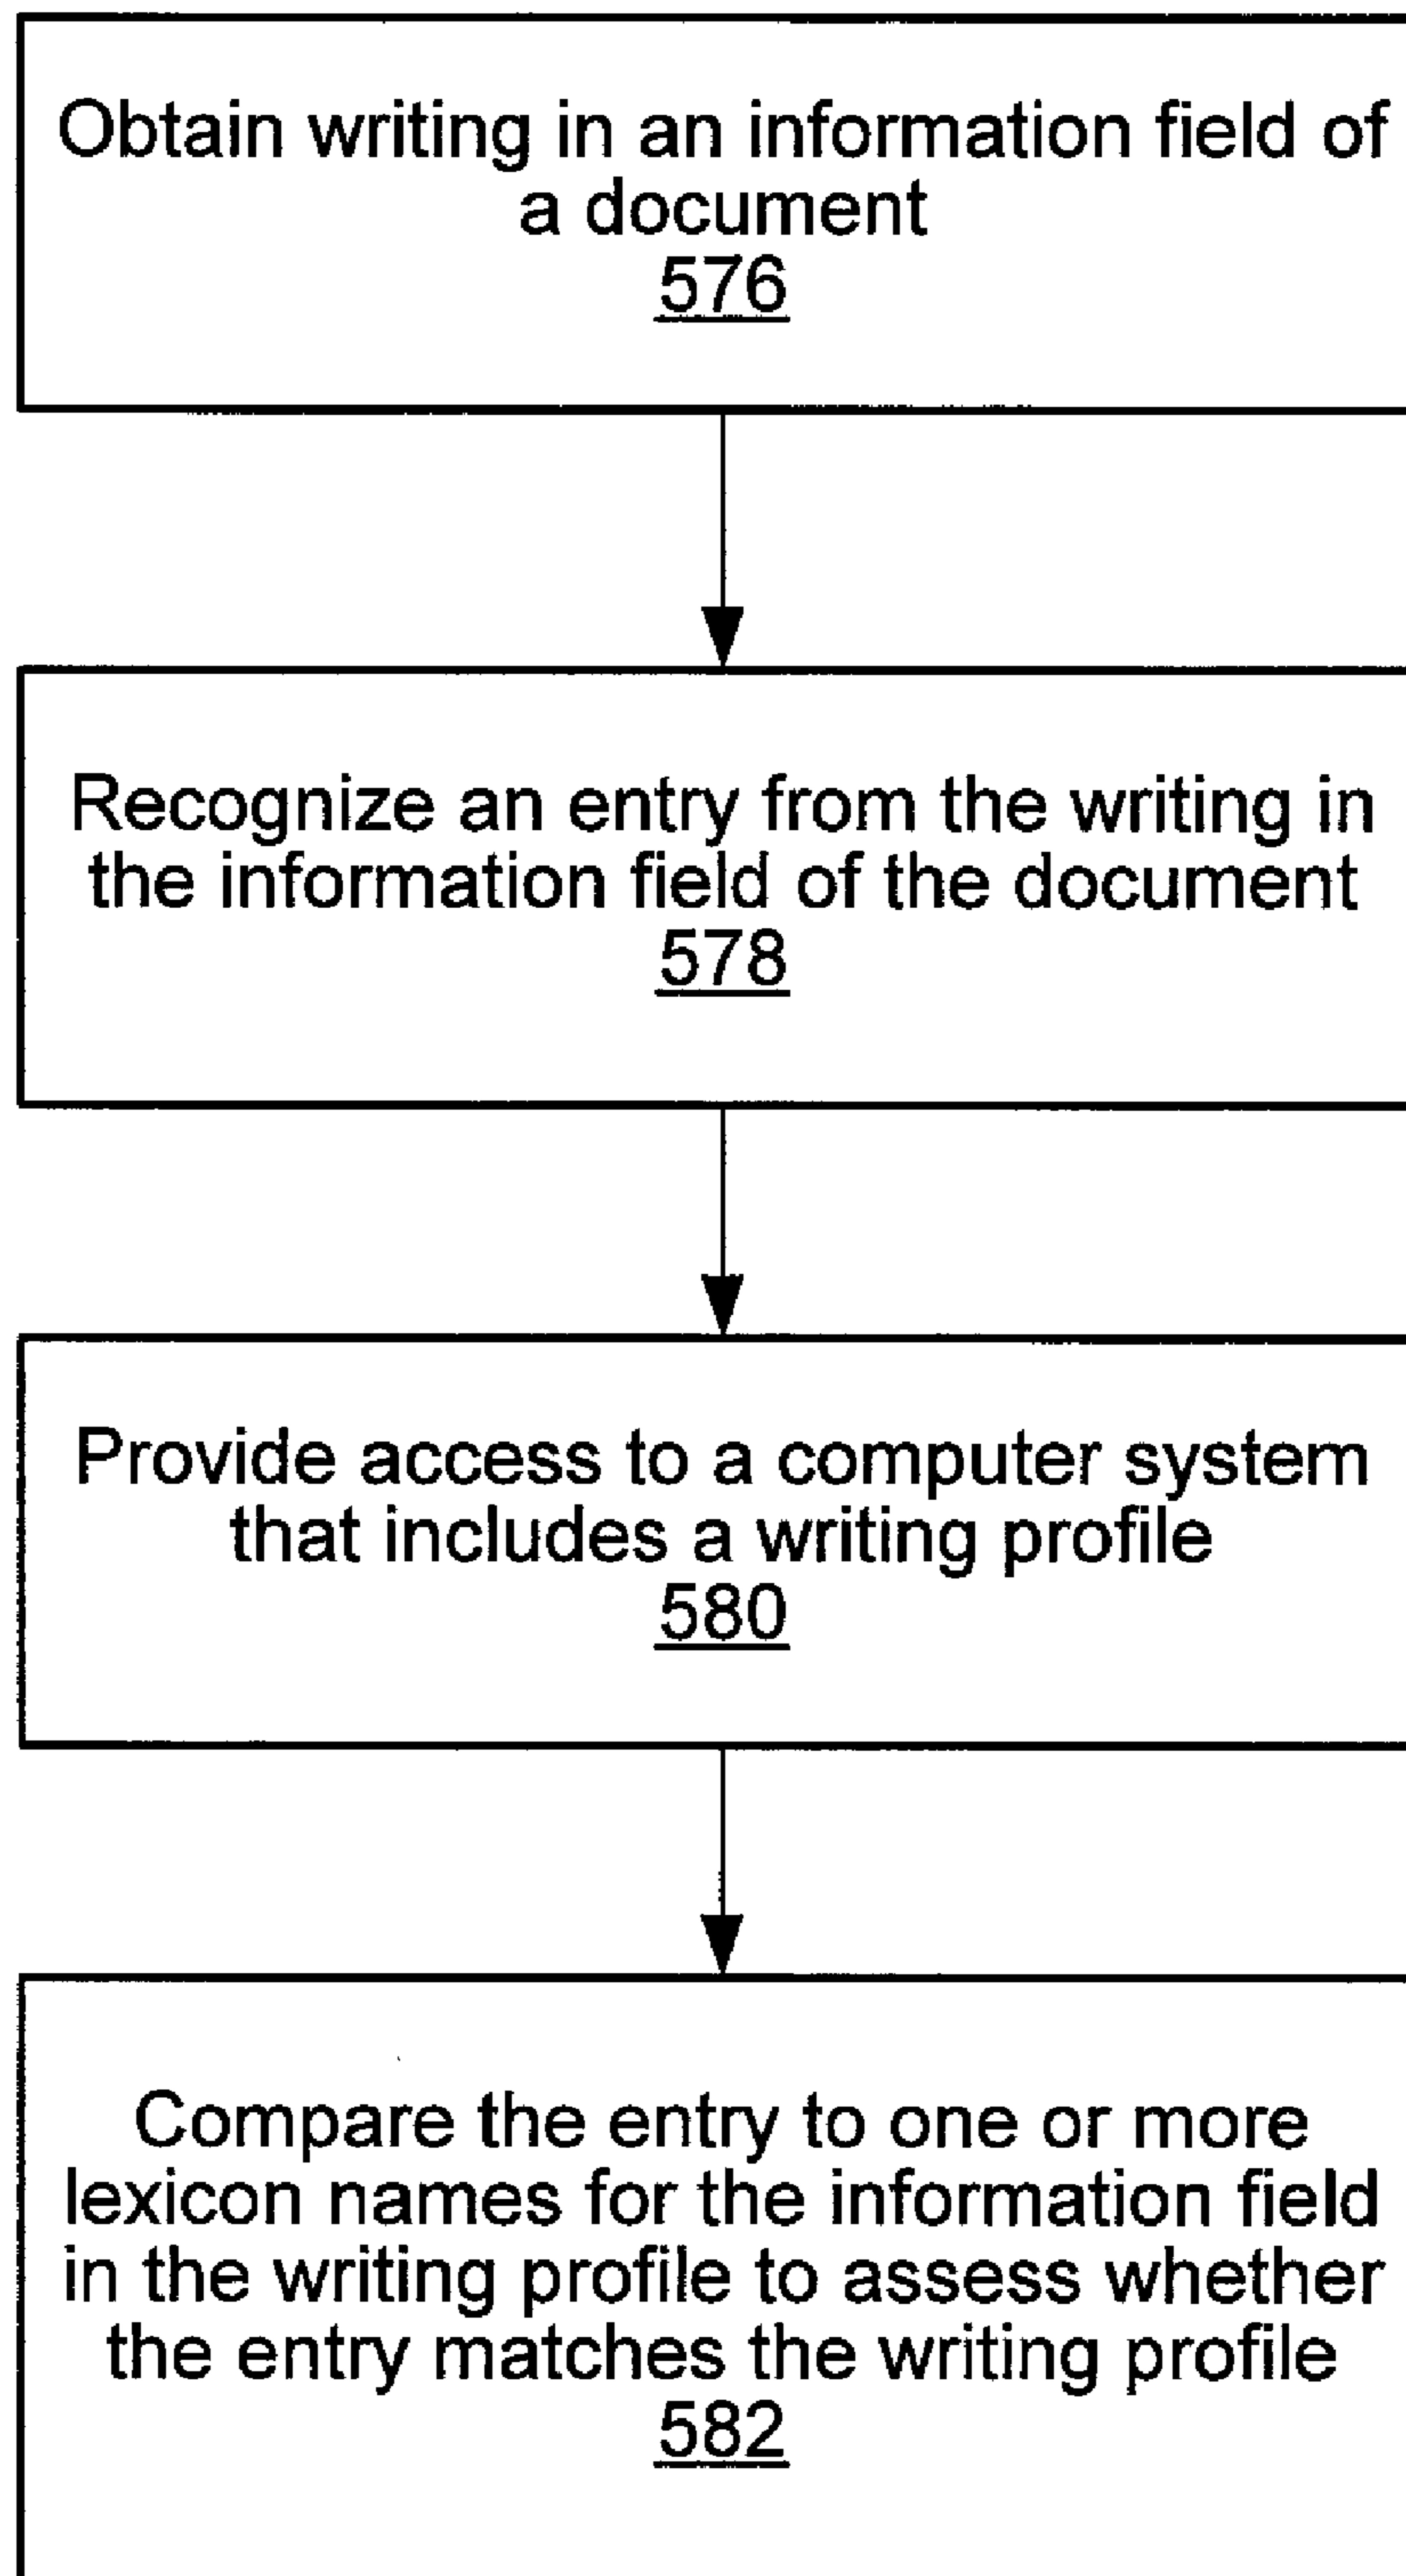 Obtain writing in an information field of
a document
576
Recognize an entry from the writing in
the information field of the document
578
Provide access to a computer system
that includes a writing profile
580
Compare the entry to one or more
lexicon names for the information field
in the writing profile to assess whether
the entry matches the writing profile
582